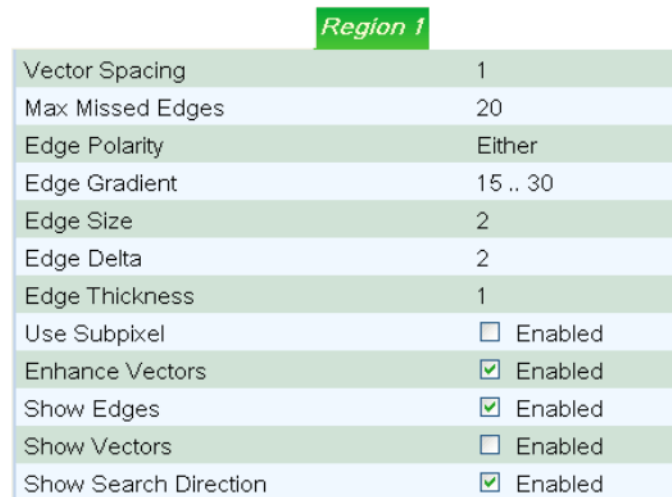 Region 1
Vector Spacing 1
Max Missed Edges 20
Edge Polarity Either
Edge Gradient 15 .. 30
Edge Size 2
Edge Delta 2
Edge Thickness 1
Use Subpixel Enabled
Enhance Vectors Enabled
Show Edges Enabled
Show Vectors Enabled
Show Search Direction Enabled